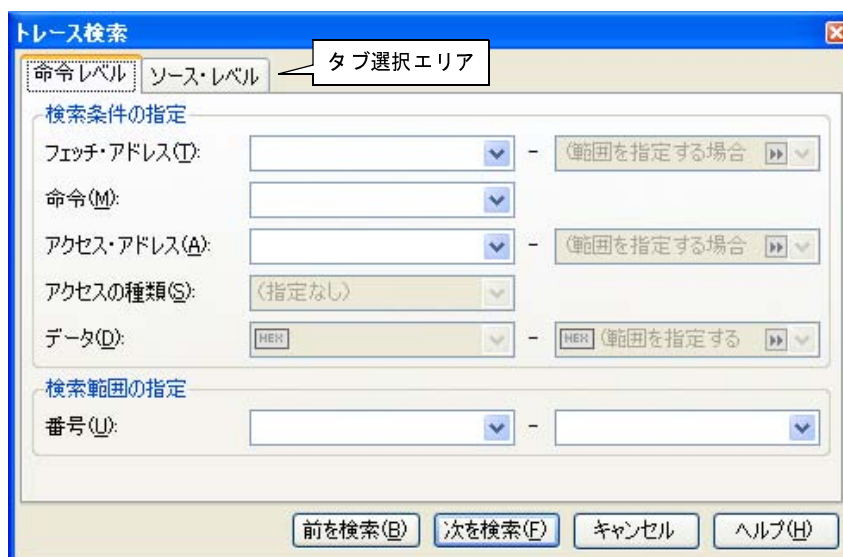 トレース検索
命令レベル ソース・レベル タブ選択エリア
検索条件の指定
フェッチ・アドレス(T): - (範囲を指定する場合
命令(M):
アクセス・アドレス(A): - (範囲を指定する場合
アクセスの種類(S): (指定なし)
データ(D): HEX - HEX (範囲を指定する
検索範囲の指定
番号(U): -
前を検索(B) 次を検索(F) キャンセル ヘルプ(H)